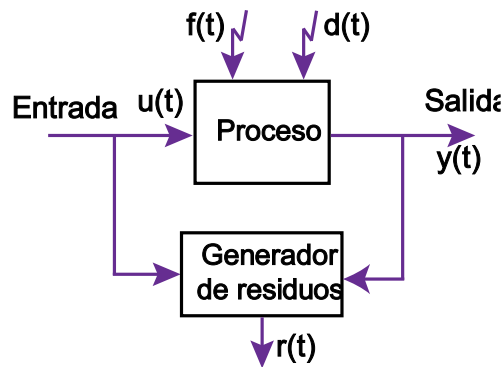 f(t)
d(t)
Entrada
u(t)
Salida
Proceso
y(t)
Generador
de residuos
r(t)